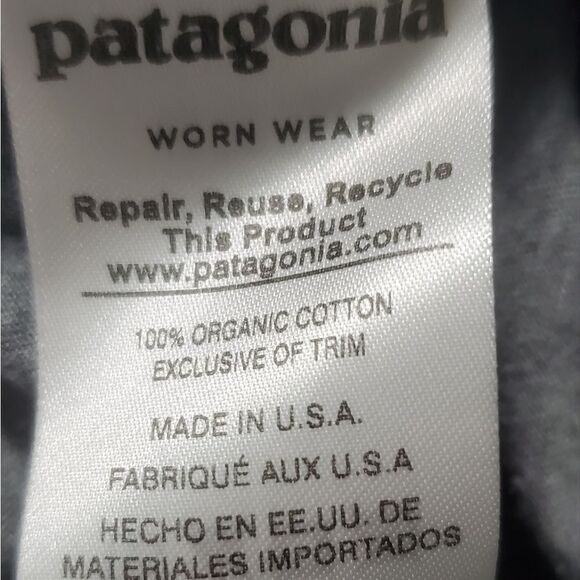 patagonia
WORN WEAR
Repair, Reuse, Recycle
This Product
www.patagonia.com
100% ORGANIC COTTON
EXCLUSIVE OF TRIM
MADE IN U.S.A.
FABRIQUÉ AUX U.S.A
HECHO EN EE.UU. DE
MATERIALES IMPORTADOS